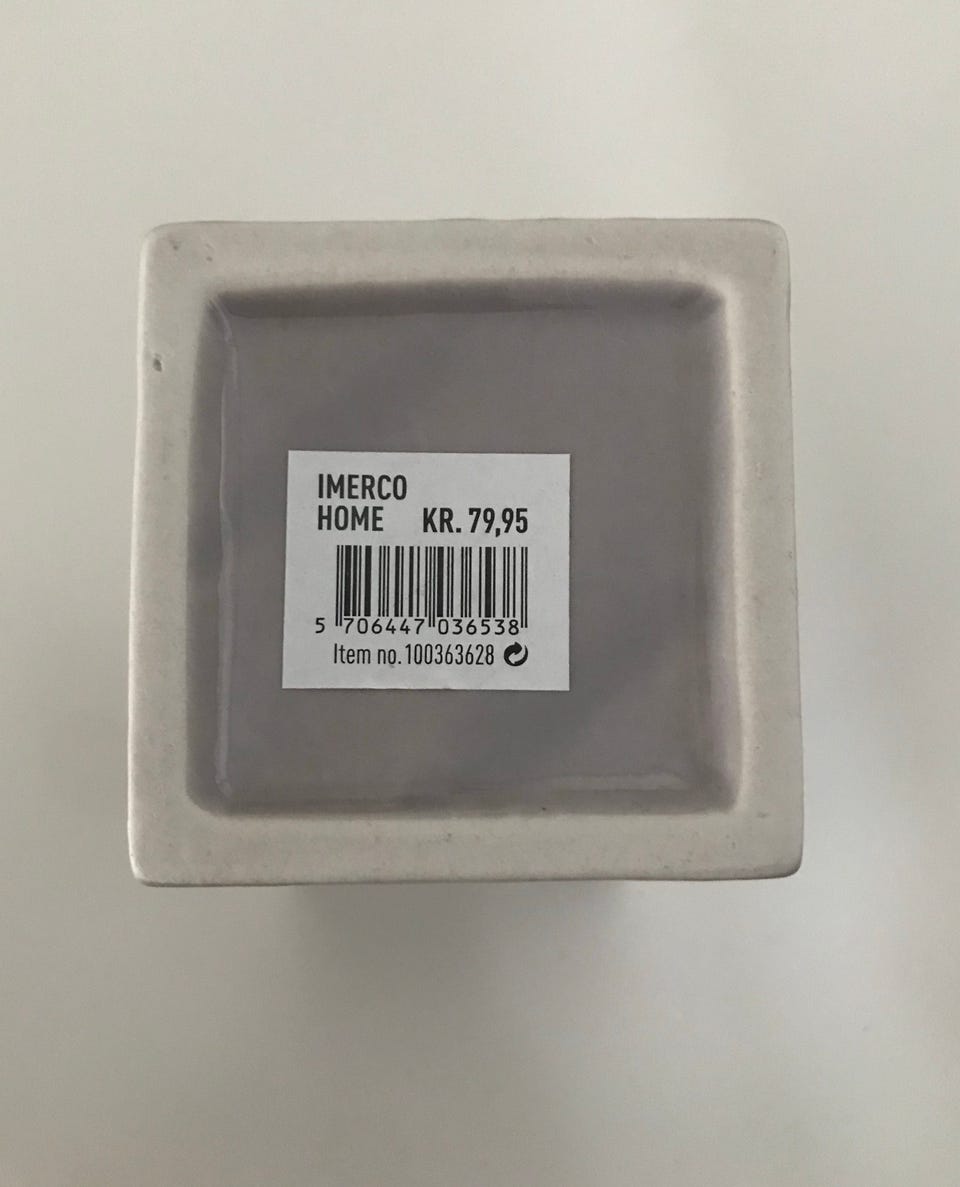 IMERCO
HOME KR. 79,95
5 706447 036538
Item no. 100363628